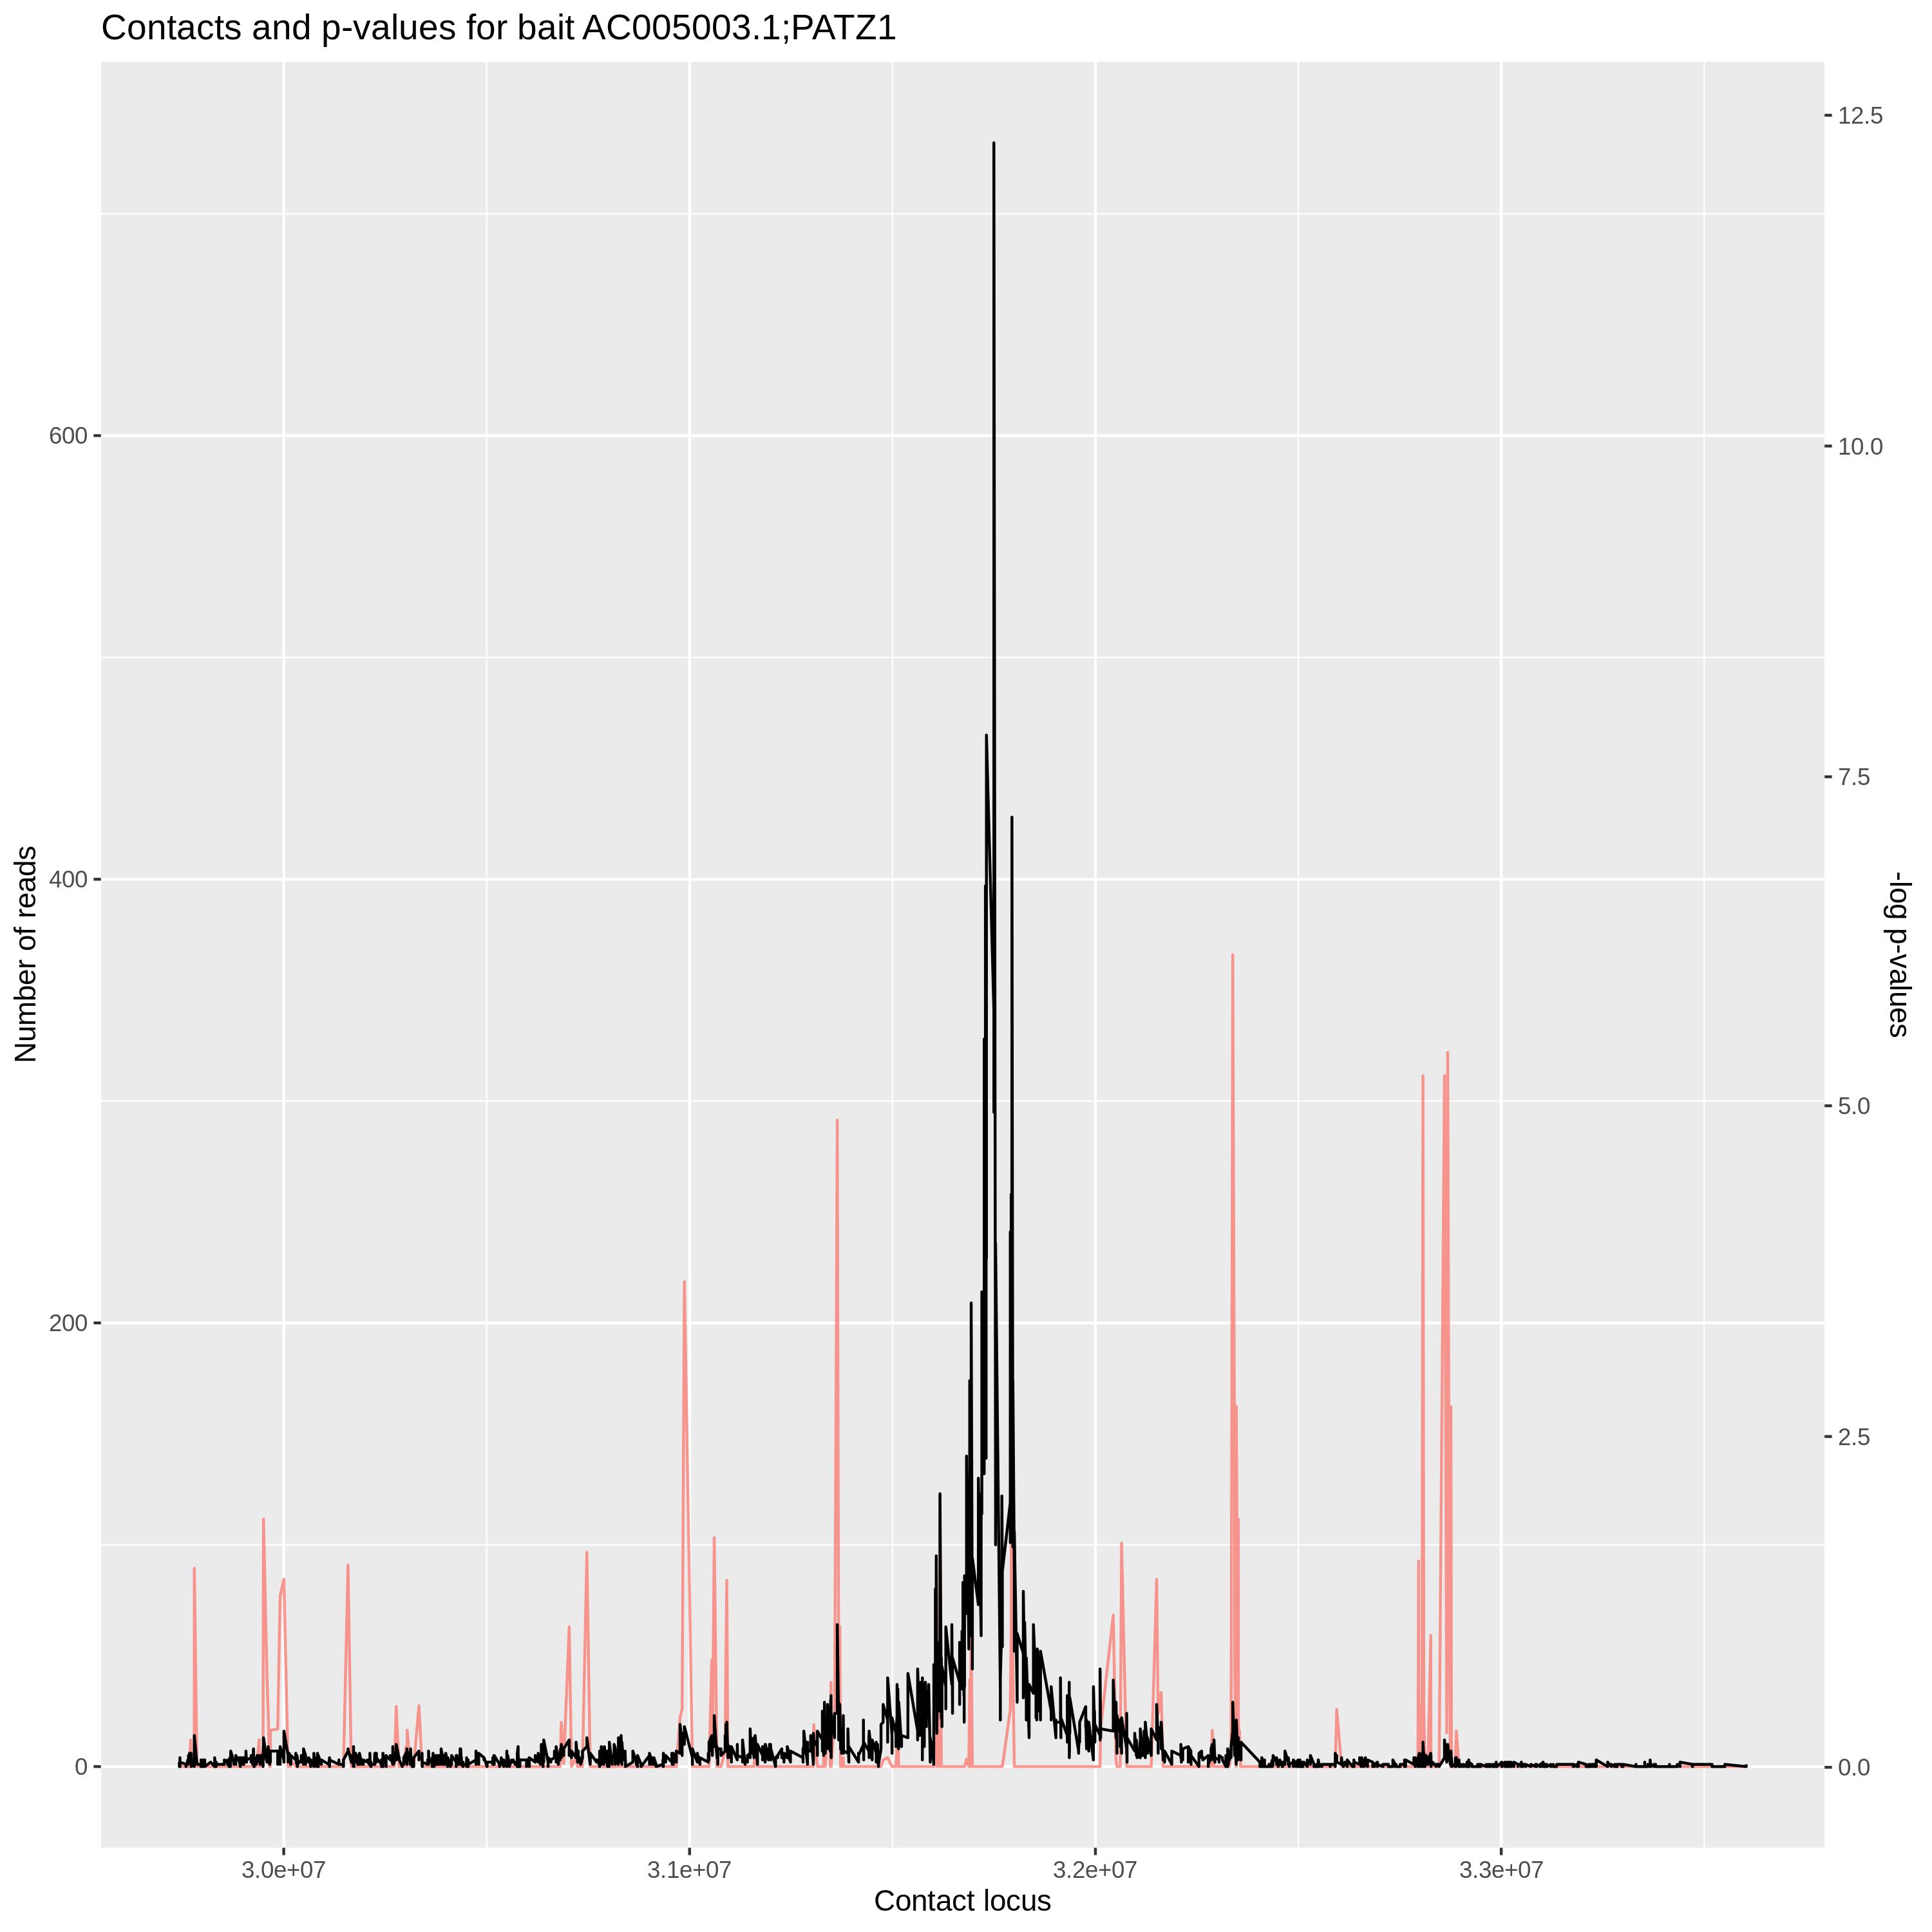 Contacts and p-values for bait AC005003.1;PATZ1
12.5
600
10.0
7.5
400
5.0
200
2.5
0
0.0
Number of reads
-log p-values
3.0e+07 3.1e+07 3.2e+07 3.3e+07
Contact locus